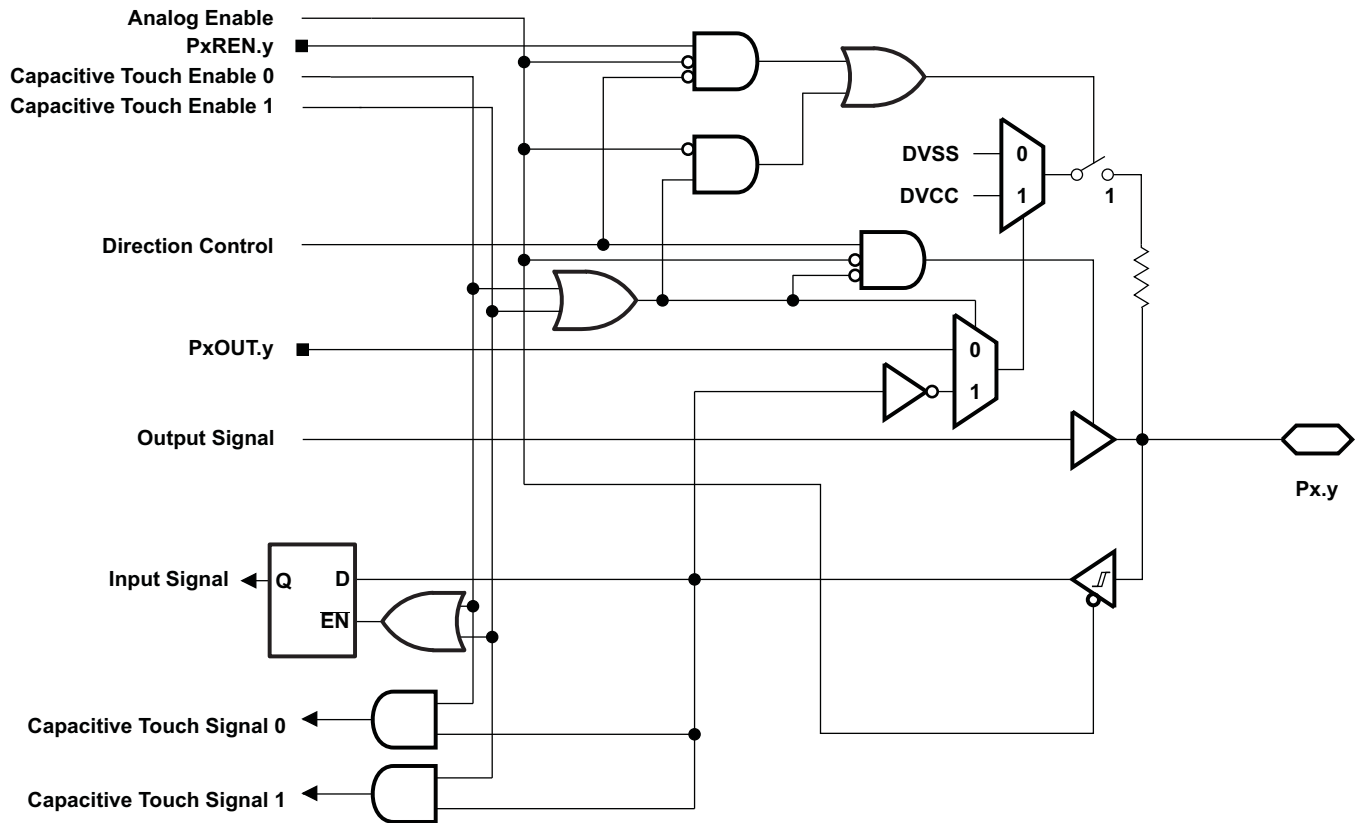 Analog Enable
PxREN.y
Capacitive Touch Enable 0
Capacitive Touch Enable 1
DVSS 0
DVCC 1
1
Direction Control
PxOUT.y
0
1
Output Signal
Px.y
Input Signal
Q D
EN
Capacitive Touch Signal 0
Capacitive Touch Signal 1